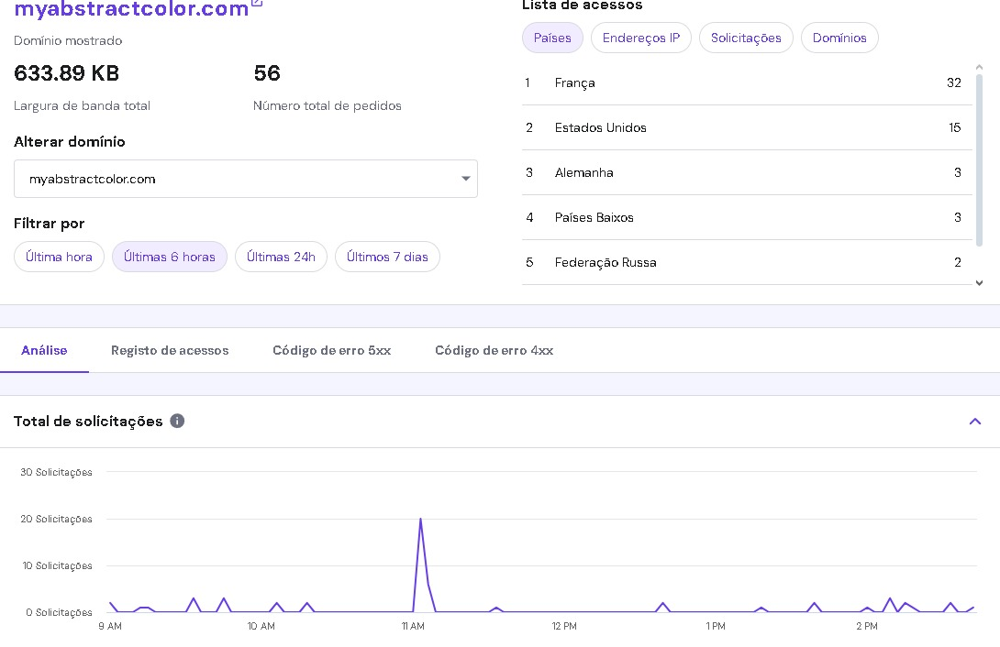 myabstractcolor.com
Domínio mostrado
633.89 KB
56
Largura de banda total
Número total de pedidos
Alterar domínio
myabstractcolor.com
Filtrar por
Última hora
Últimas 6 horas
Últimas 24h
Últimos 7 dias
Lista de acessos
Países
Endereços IP
Solicitações
Domínios
1 França 32
2 Estados Unidos 15
3 Alemanha 3
4 Países Baixos 3
5 Federação Russa 2
Análise
Registo de acessos
Código de erro 5xx
Código de erro 4xx
Total de solicitações
30 Solicitações
20 Solicitações
10 Solicitações
0 Solicitações
9 AM
10 AM
11 AM
12 PM
1 PM
2 PM